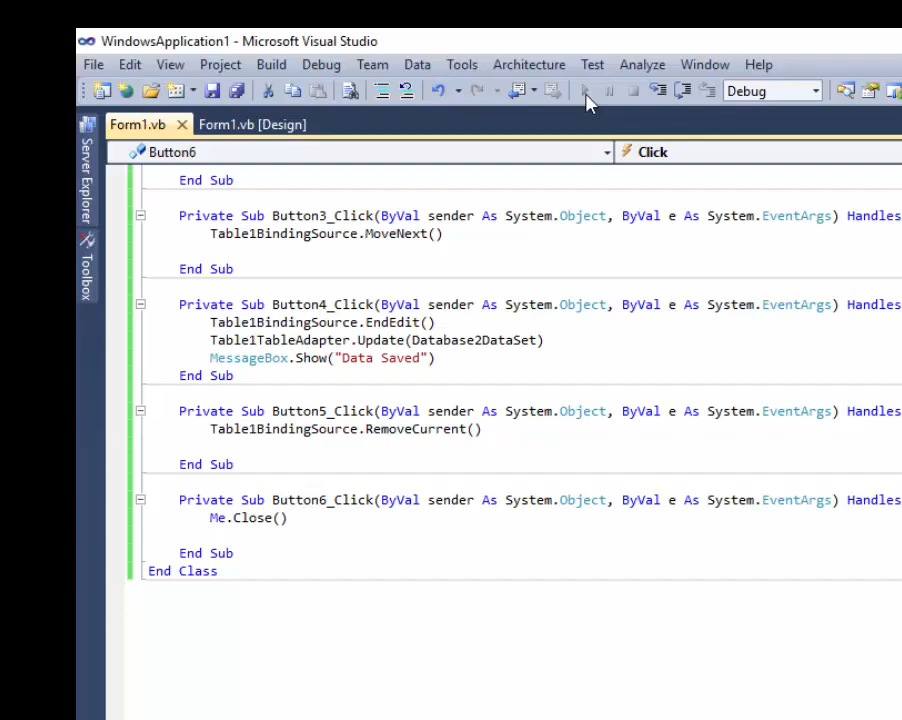 WindowsApplication1 - Microsoft Visual Studio
File Edit View Project Build Debug Team Data Tools Architecture Test Analyze Window Help
Debug
Form1.vb Form1.vb [Design]
Server Explorer
Toolbox
Button6 Click
End Sub
Private Sub Button3_Click(ByVal sender As System.Object, ByVal e As System.EventArgs) Handles
Table1BindingSource.MoveNext()
End Sub
Private Sub Button4_Click(ByVal sender As System.Object, ByVal e As System.EventArgs) Handles
Table1BindingSource.EndEdit()
Table1TableAdapter.Update(Database2DataSet)
MessageBox.Show("Data Saved")
End Sub
Private Sub Button5_Click(ByVal sender As System.Object, ByVal e As System.EventArgs) Handles
Table1BindingSource.RemoveCurrent()
End Sub
Private Sub Button6_Click(ByVal sender As System.Object, ByVal e As System.EventArgs) Handles
Me.Close()
End Sub
End Class